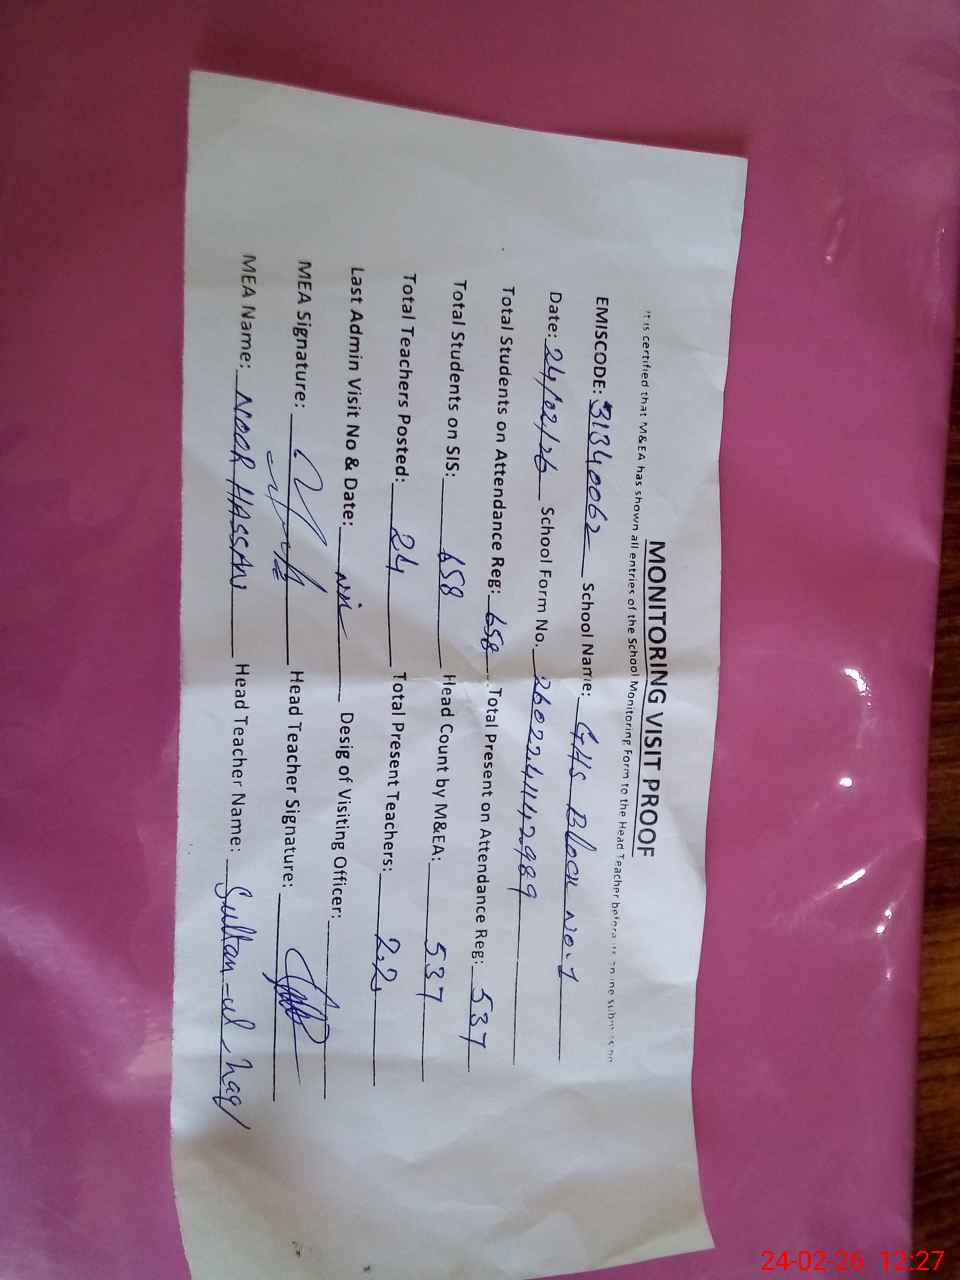 MONITORING VISIT PROOF
It is certified that M&EA has shown all entries of the School Monitoring Form to the Head Teacher before its online submission
EMISCODE: 31340062 School Name: GHS Block No. 1
Date: 24/02/26 School Form No. 26022411142989
Total Students on Attendance Reg: 658 Total Present on Attendance Reg: 537
Total Students on SIS: 658 Head Count by M&EA: 537
Total Teachers Posted: 24 Total Present Teachers: 22
Last Admin Visit No & Date: Nil Desig of Visiting Officer:
MEA Signature: Head Teacher Signature:
MEA Name: NOOR HASSAN Head Teacher Name: Sultan-ul-haq
24-02-26 12:27